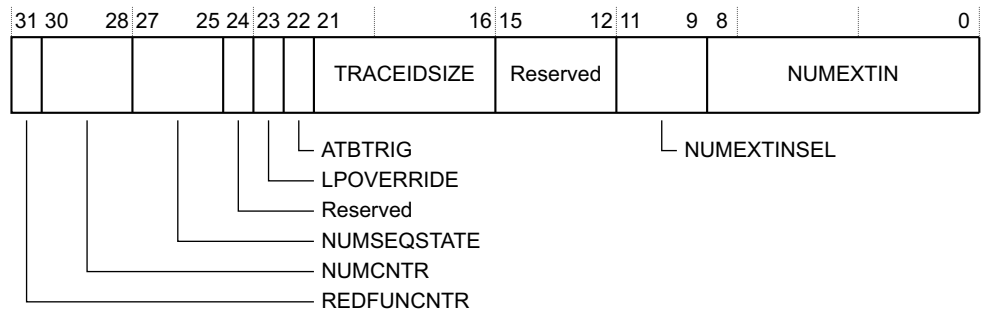 31 30 28 27 25 24 23 22 21 16 15 12 11 9 8 0
TRACEIDSIZE Reserved NUMEXTIN
ATBTRIG NUMEXTINSEL
LPOVERRIDE
Reserved
NUMSEQSTATE
NUMCNTR
REDFUNCNTR